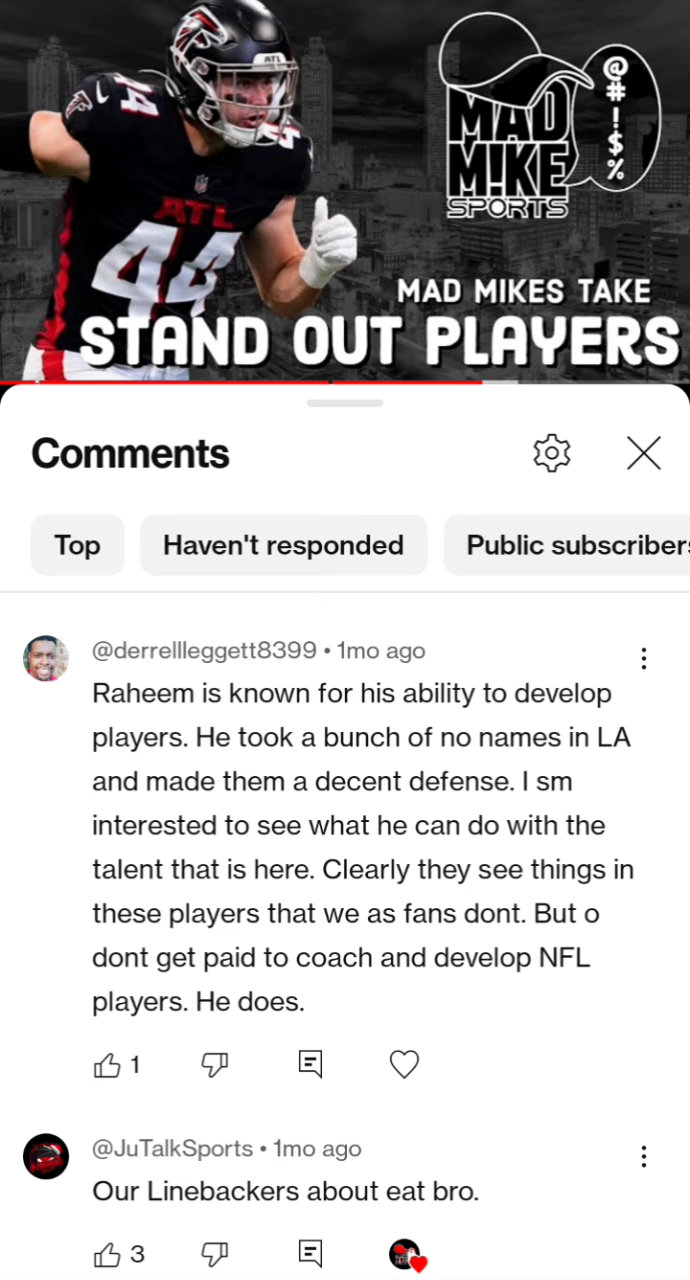 ATL
44
ATL
44
MAD
M!KE
SPORTS
@
#
!
$
%
MAD MIKES TAKE
STAND OUT PLAYERS
Comments
Top
Haven't responded
Public subscribers
@derrellleggett8399 • 1mo ago
Raheem is known for his ability to develop
players. He took a bunch of no names in LA
and made them a decent defense. I sm
interested to see what he can do with the
talent that is here. Clearly they see things in
these players that we as fans dont. But o
dont get paid to coach and develop NFL
players. He does.
1
@JuTalkSports • 1mo ago
Our Linebackers about eat bro.
3